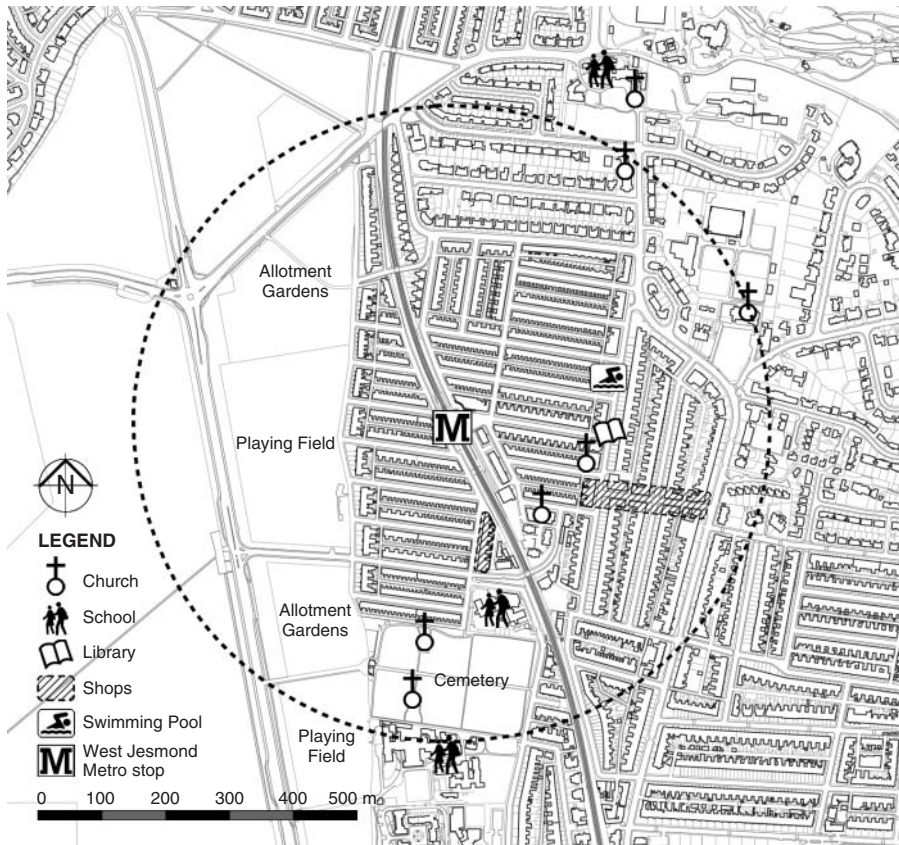 Allotment
Gardens
M
Playing Field
N
LEGEND
Church
School
Library
Shops
Swimming Pool
M
West Jesmond
Metro stop
Allotment
Gardens
Cemetery
Playing
Field
0 100 200 300 400 500 m